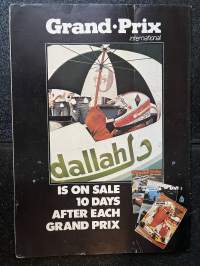 Grand·Prix
international
dallah
IS ON SALE
10 DAYS
AFTER EACH
GRAND PRIX